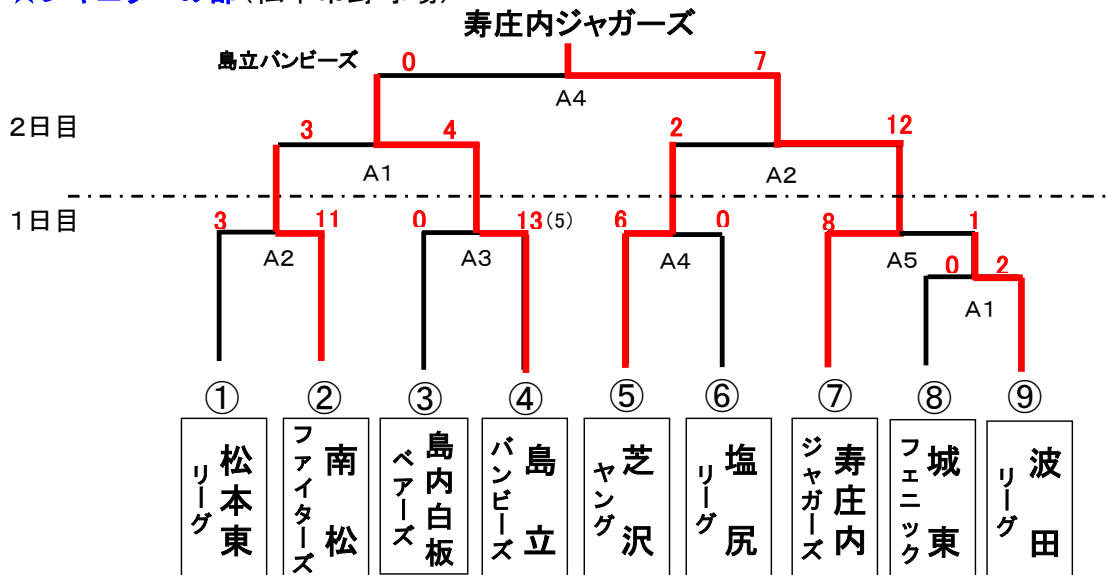 寿庄内ジャガーズ
島立バンビーズ
0
7
A4
2日目
3
4
2
12
A1
A2
1日目
3
11
0
13(5)
6
0
8
1
A2
A3
A4
A5
0
2
A1
①
②
③
④
⑤
⑥
⑦
⑧
⑨
松本東
リーグ
南松
ファイターズ
島内白板
ベアーズ
島立
バンビーズ
芝沢
ヤング
塩尻
リーグ
寿庄内
ジャガーズ
城東
フェニック
波田
リーグ